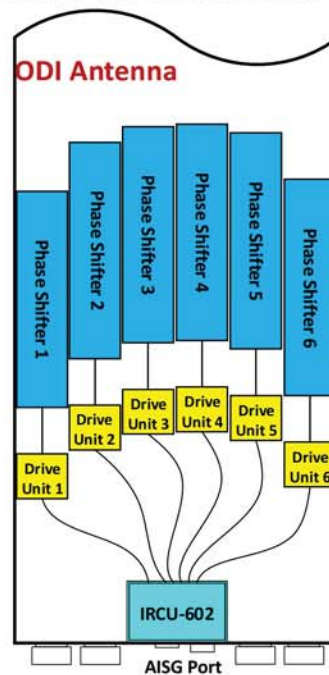 ODI Antenna
Phase Shifter 1
Phase Shifter 2
Phase Shifter 3
Phase Shifter 4
Phase Shifter 5
Phase Shifter 6
Drive
Unit 1
Drive
Unit 2
Drive
Unit 3
Drive
Unit 4
Drive
Unit 5
Drive
Unit 6
IRCU-602
AISG Port